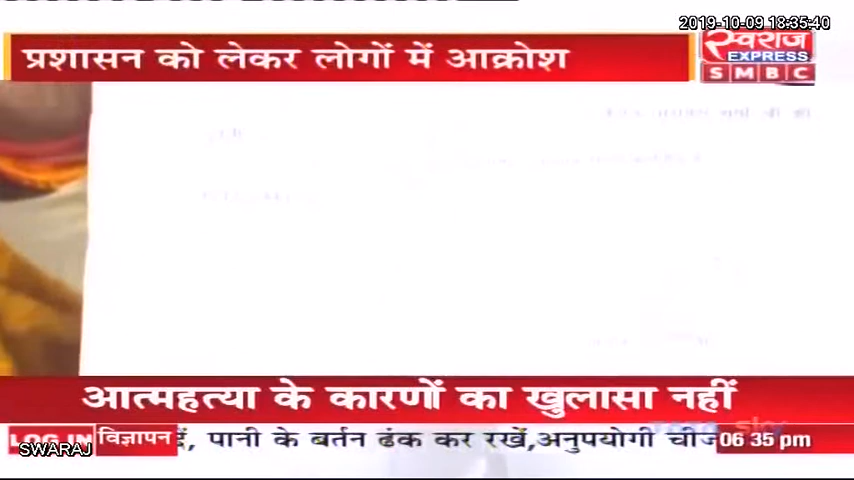 2019-10-09 18:35:40
प्रशासन को लेकर लोगों में आक्रोश
स्वराज
EXPRESS
SMBC
आत्महत्या के कारणों का खुलासा नहीं
LOG IN
विज्ञापन
दें, पानी के बर्तन ढंक कर रखें,अनुपयोगी चीज
06 35 pm
SWARAJ